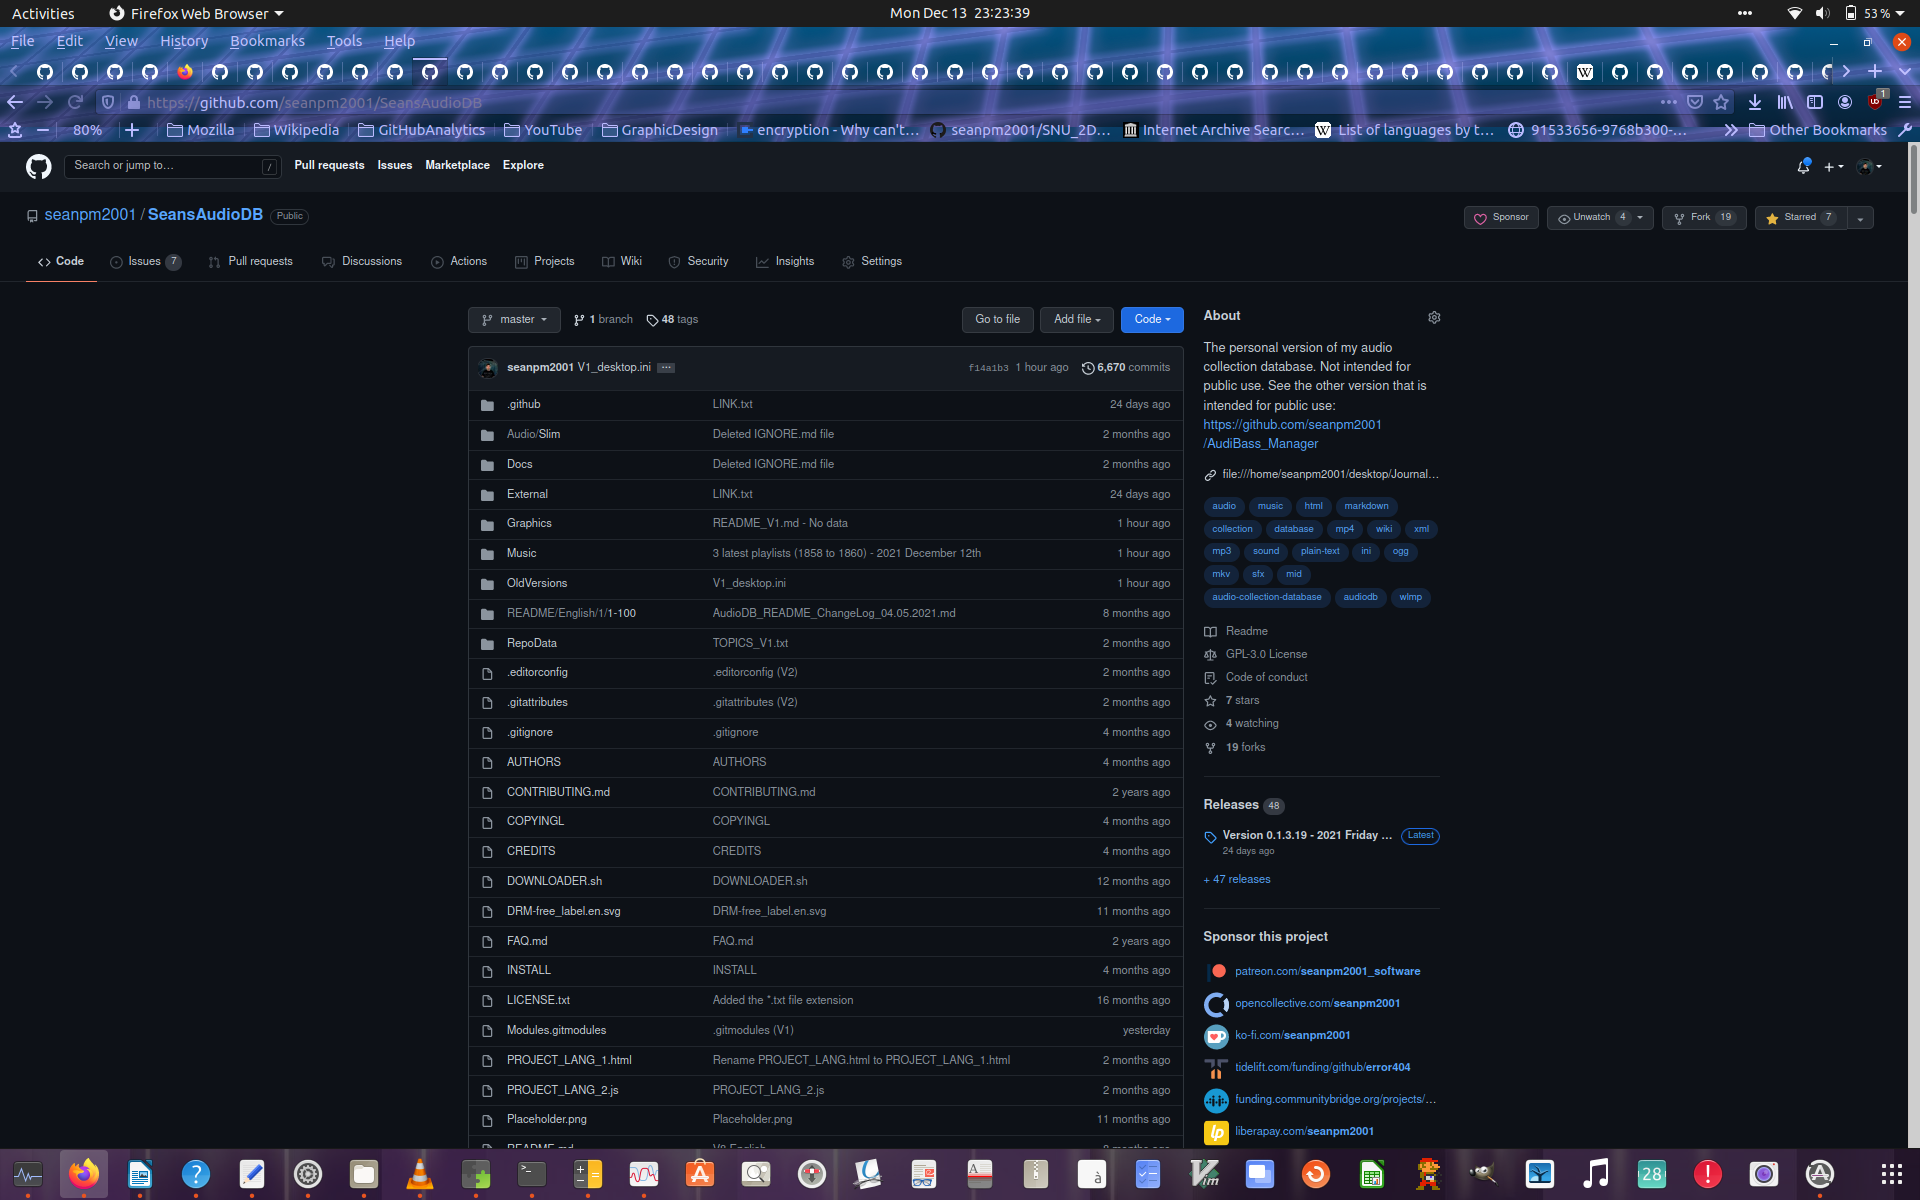 Activities Firefox Web Browser Mon Dec 13 23:23:39 53 %
File Edit View History Bookmarks Tools Help
https://github.com/seanpm2001/SeansAudioDB 1
80% Mozilla Wikipedia GitHubAnalytics YouTube GraphicDesign encryption - Why can't… seanpm2001/SNU_2D… Internet Archive Searc… List of languages by t… 91533656-9768b300-… Other Bookmarks
Search or jump to… / Pull requests Issues Marketplace Explore
seanpm2001 / SeansAudioDB Public Sponsor Unwatch 4 Fork 19 Starred 7
Code Issues 7 Pull requests Discussions Actions Projects Wiki Security Insights Settings
master 1 branch 48 tags Go to file Add file Code
seanpm2001 V1_desktop.ini ... f14a1b3 1 hour ago 6,670 commits
.github LINK.txt 24 days ago
Audio/Slim Deleted IGNORE.md file 2 months ago
Docs Deleted IGNORE.md file 2 months ago
External LINK.txt 24 days ago
Graphics README_V1.md - No data 1 hour ago
Music 3 latest playlists (1858 to 1860) - 2021 December 12th 1 hour ago
OldVersions V1_desktop.ini 1 hour ago
README/English/1/1-100 AudioDB_README_ChangeLog_04.05.2021.md 8 months ago
RepoData TOPICS_V1.txt 2 months ago
.editorconfig .editorconfig (V2) 2 months ago
.gitattributes .gitattributes (V2) 2 months ago
.gitignore .gitignore 4 months ago
AUTHORS AUTHORS 4 months ago
CONTRIBUTING.md CONTRIBUTING.md 2 years ago
COPYINGL COPYINGL 4 months ago
CREDITS CREDITS 4 months ago
DOWNLOADER.sh DOWNLOADER.sh 12 months ago
DRM-free_label.en.svg DRM-free_label.en.svg 11 months ago
FAQ.md FAQ.md 2 years ago
INSTALL INSTALL 4 months ago
LICENSE.txt Added the *.txt file extension 16 months ago
Modules.gitmodules .gitmodules (V1) yesterday
PROJECT_LANG_1.html Rename PROJECT_LANG.html to PROJECT_LANG_1.html 2 months ago
PROJECT_LANG_2.js PROJECT_LANG_2.js 2 months ago
Placeholder.png Placeholder.png 11 months ago
About
The personal version of my audio
collection database. Not intended for
public use. See the other version that is
intended for public use:
https://github.com/seanpm2001
/AudiBass_Manager
file:///home/seanpm2001/desktop/Journal…
audio music html markdown
collection database mp4 wiki xml
mp3 sound plain-text ini ogg
mkv sfx mid
audio-collection-database audiodb wlmp
Readme
GPL-3.0 License
Code of conduct
7 stars
4 watching
19 forks
Releases 48
Version 0.1.3.19 - 2021 Friday … Latest
24 days ago
+ 47 releases
Sponsor this project
patreon.com/seanpm2001_software
opencollective.com/seanpm2001
ko-fi.com/seanpm2001
tidelift.com/funding/github/error404
funding.communitybridge.org/projects/…
liberapay.com/seanpm2001
28